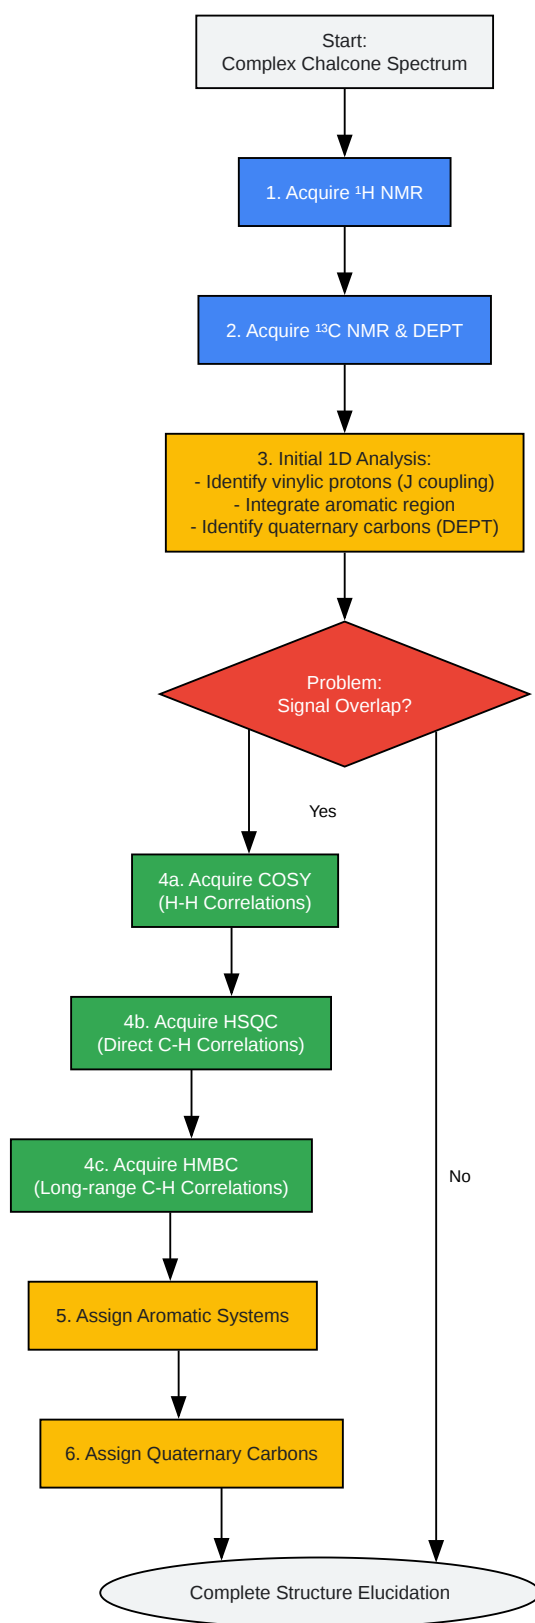 Start:
Complex Chalcone Spectrum
1. Acquire ¹H NMR
2. Acquire ¹³C NMR & DEPT
3. Initial 1D Analysis:
- Identify vinylic protons (J coupling)
- Integrate aromatic region
- Identify quaternary carbons (DEPT)
Problem:
Signal Overlap?
Yes
4a. Acquire COSY
(H-H Correlations)
4b. Acquire HSQC
(Direct C-H Correlations)
4c. Acquire HMBC
(Long-range C-H Correlations)
No
5. Assign Aromatic Systems
6. Assign Quaternary Carbons
Complete Structure Elucidation